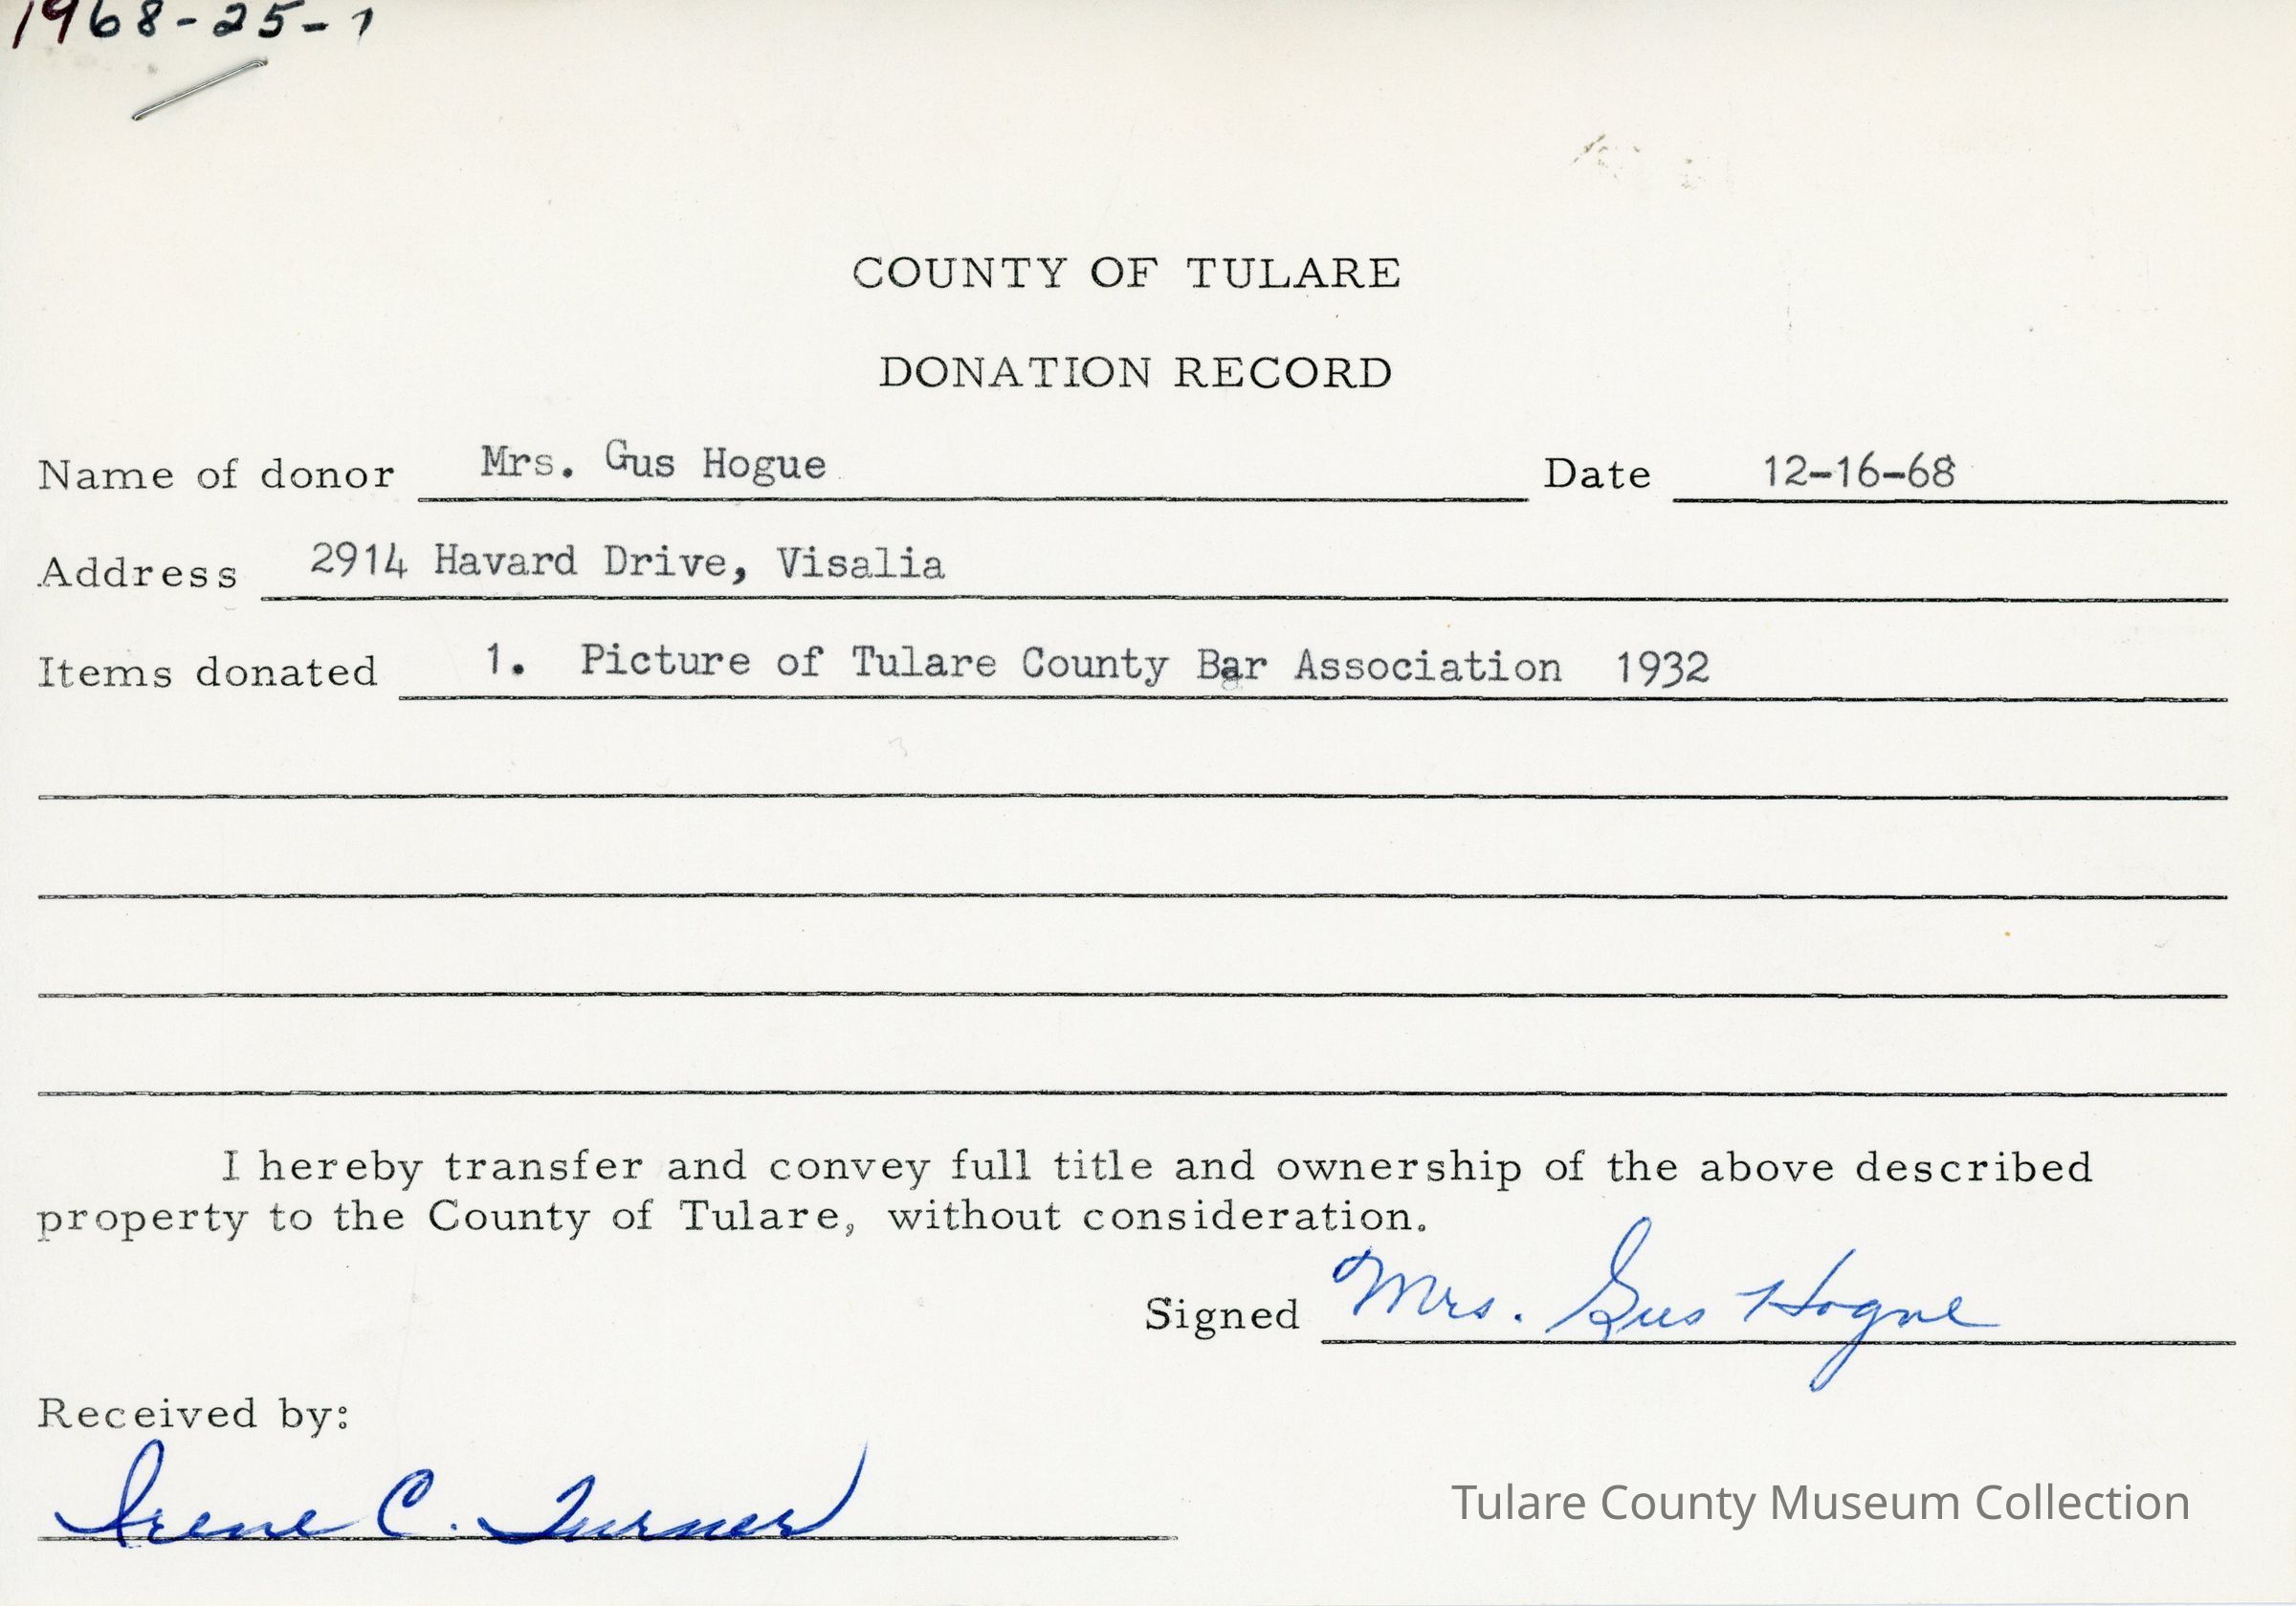 1968-25-1
COUNTY OF TULARE
DONATION RECORD
Name of donor Mrs. Gus Hogue Date 12-16-68
Address 2914 Havard Drive, Visalia
Items donated 1. Picture of Tulare County Bar Association 1932
I hereby transfer and convey full title and ownership of the above described
property to the County of Tulare, without consideration.
Signed Mrs. Gus Hogue
Received by:
Irene C. Turner
Tulare County Museum Collection